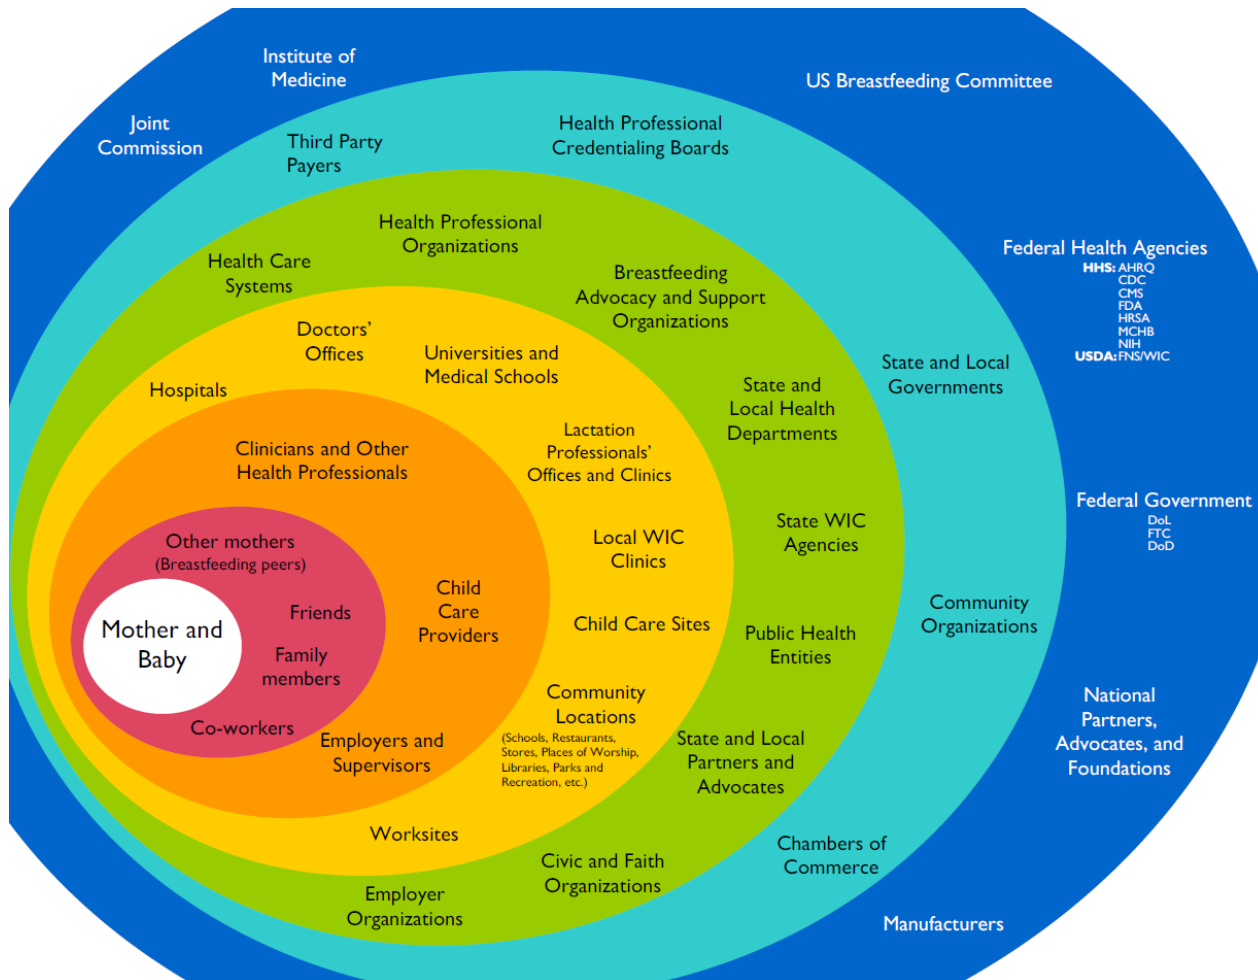 Institute of
Medicine
US Breastfeeding Committee
Joint
Commission
Third Party
Payers
Health Professional
Credentialing Boards
Health Professional
Organizations
Health Care
Systems
Breastfeeding
Advocacy and Support
Organizations
Federal Health Agencies
HHS: AHRQ
CDC
CMS
FDA
HRSA
MCHB
NIH
USDA: FNS/WIC
Doctors'
Offices
Universities and
Medical Schools
Hospitals
State and Local
Governments
State and
Local Health
Departments
Clinicians and Other
Health Professionals
Lactation
Professionals'
Offices and Clinics
Federal Government
DoL
FTC
DoD
State WIC
Agencies
Local WIC
Clinics
Other mothers
(Breastfeeding peers)
Friends
Child
Care
Providers
Child Care Sites
Community
Organizations
Public Health
Entities
Mother and
Baby
Family
members
Co-workers
Employers and
Supervisors
Community
Locations
(Schools, Restaurants,
Stores, Places of Worship,
Libraries, Parks and
Recreation, etc.)
State and Local
Partners and
Advocates
National
Partners,
Advocates, and
Foundations
Worksites
Chambers of
Commerce
Civic and Faith
Organizations
Employer
Organizations
Manufacturers